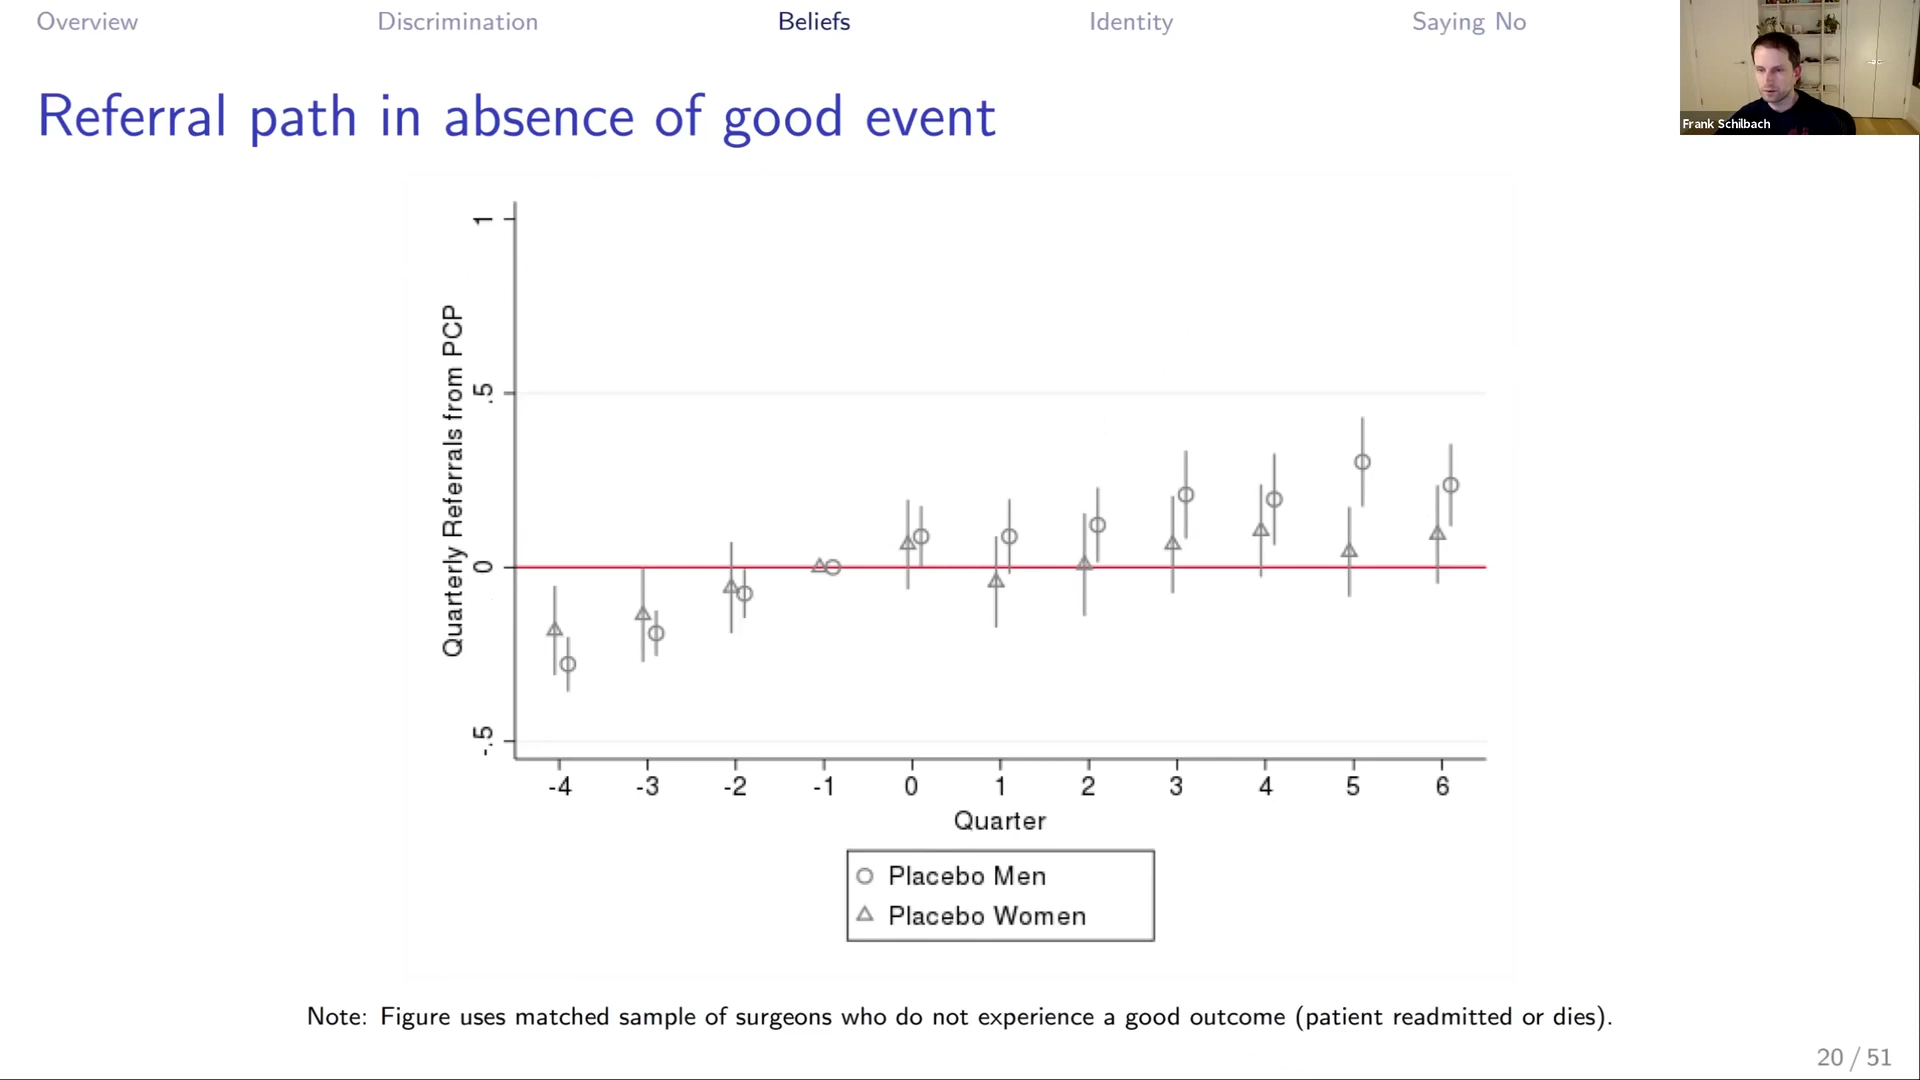 Overview Discrimination Beliefs Identity Saying No
Frank Schilbach
Referral path in absence of good event
Quarterly Referrals from PCP
1
.5
0
-.5
-4 -3 -2 -1 0 1 2 3 4 5 6
Quarter
Placebo Men
Placebo Women
Note: Figure uses matched sample of surgeons who do not experience a good outcome (patient readmitted or dies).
20 / 51